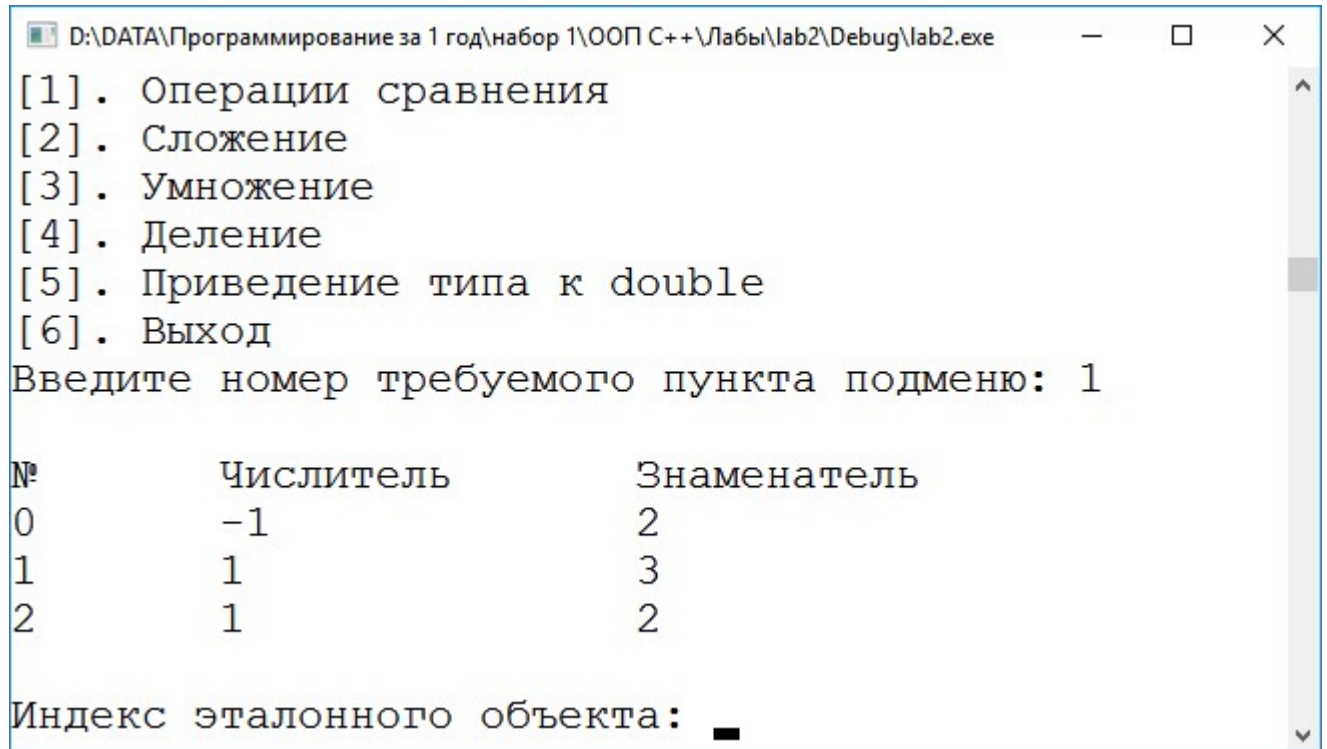 D:\DATA\Программирование за 1 год\набор 1\ООП C++\Лабы\lab2\Debug\lab2.exe
[1]. Операции сравнения
[2]. Сложение
[3]. Умножение
[4]. Деление
[5]. Приведение типа к double
[6]. Выход
Введите номер требуемого пункта подменю: 1
№ Числитель Знаменатель
0 -1 2
1 1 3
2 1 2
Индекс эталонного объекта: